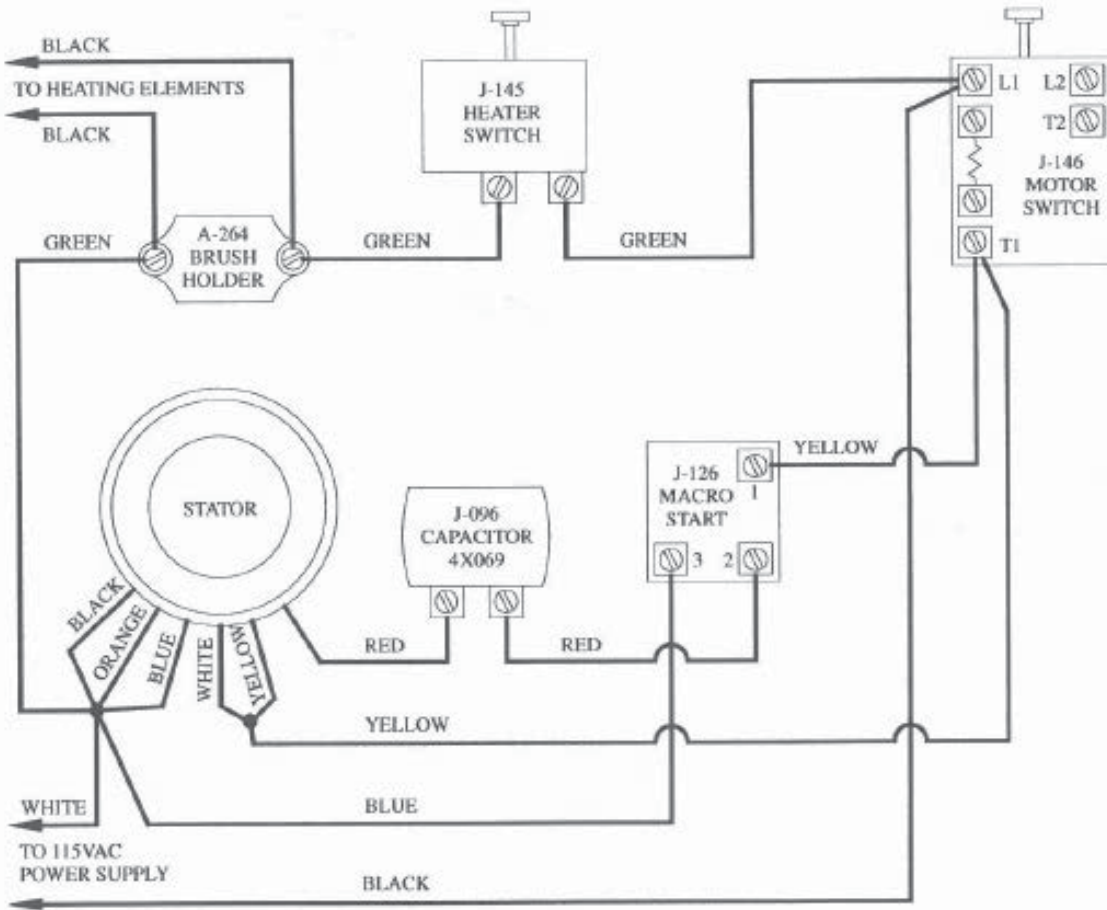 BLACK
TO HEATING ELEMENTS
BLACK
J-145
HEATER
SWITCH
L1
L2
T2
J-146
MOTOR
SWITCH
T1
GREEN
A-264
BRUSH
HOLDER
GREEN
GREEN
STATOR
J-096
CAPACITOR
4X069
J-126
MACRO
START
1
3
2
YELLOW
BLACK
ORANGE
BLUE
WHITE
YELLOW
RED
RED
YELLOW
WHITE
BLUE
TO 115VAC
POWER SUPPLY
BLACK